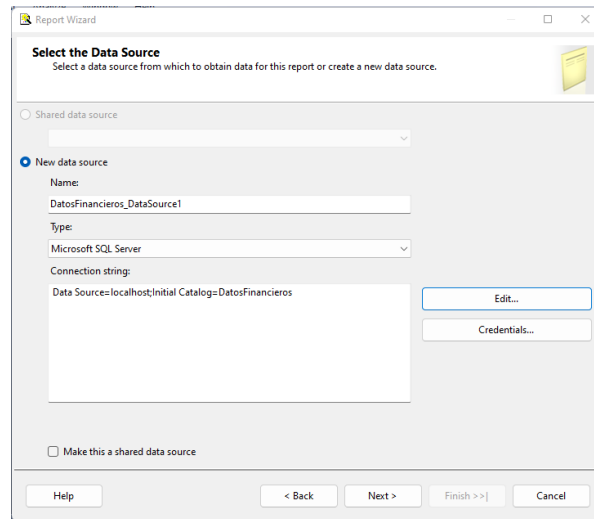 Report Wizard
Select the Data Source
Select a data source from which to obtain data for this report or create a new data source.
Shared data source
New data source
Name:
DatosFinancieros_DataSource1
Type:
Microsoft SQL Server
Connection string:
Data Source=localhost;Initial Catalog=DatosFinancieros
Edit...
Credentials...
Make this a shared data source
Help
< Back
Next >
Finish >>|
Cancel